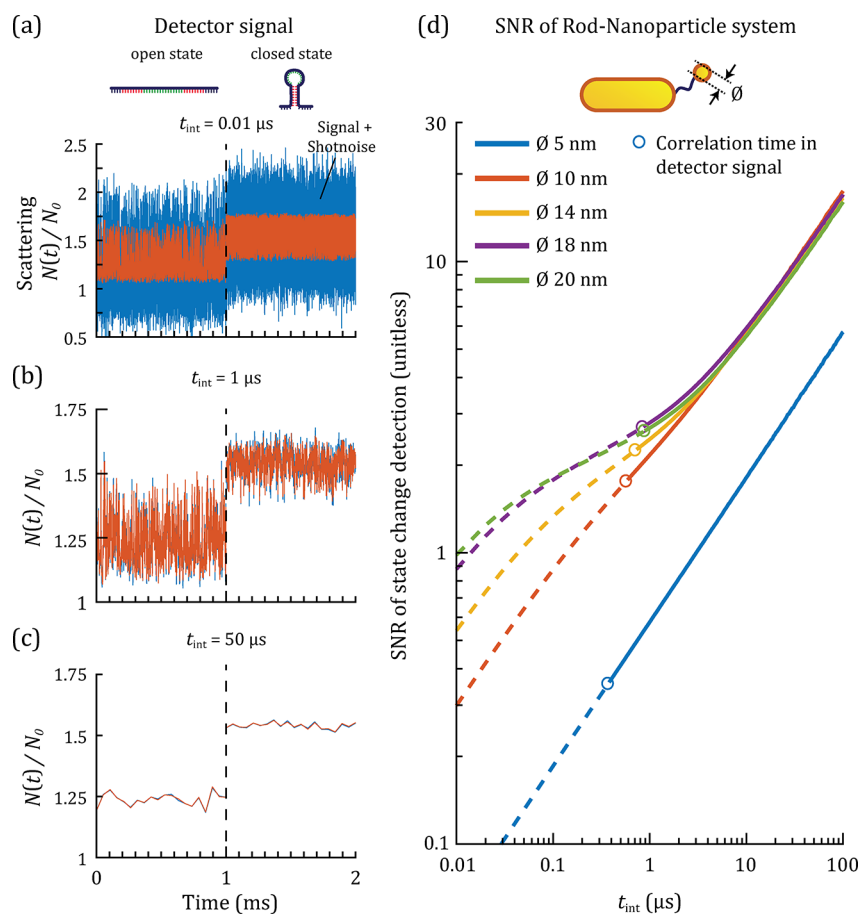 (a)
Detector signal
open state
closed state
t_int = 0.01 µs
Signal +
Shotnoise
2.5
2
1.5
1
0.5
Scattering
N(t) / N_0
(b)
t_int = 1 µs
1.75
1.5
1.25
1
N(t) / N_0
(c)
t_int = 50 µs
1.75
1.5
1.25
1
N(t) / N_0
0
1
2
Time (ms)
(d)
SNR of Rod-Nanoparticle system
Ø
30
10
1
0.1
SNR of state change detection (unitless)
Ø 5 nm
Ø 10 nm
Ø 14 nm
Ø 18 nm
Ø 20 nm
Correlation time in
detector signal
0.01
0.1
1
10
100
t_int (µs)